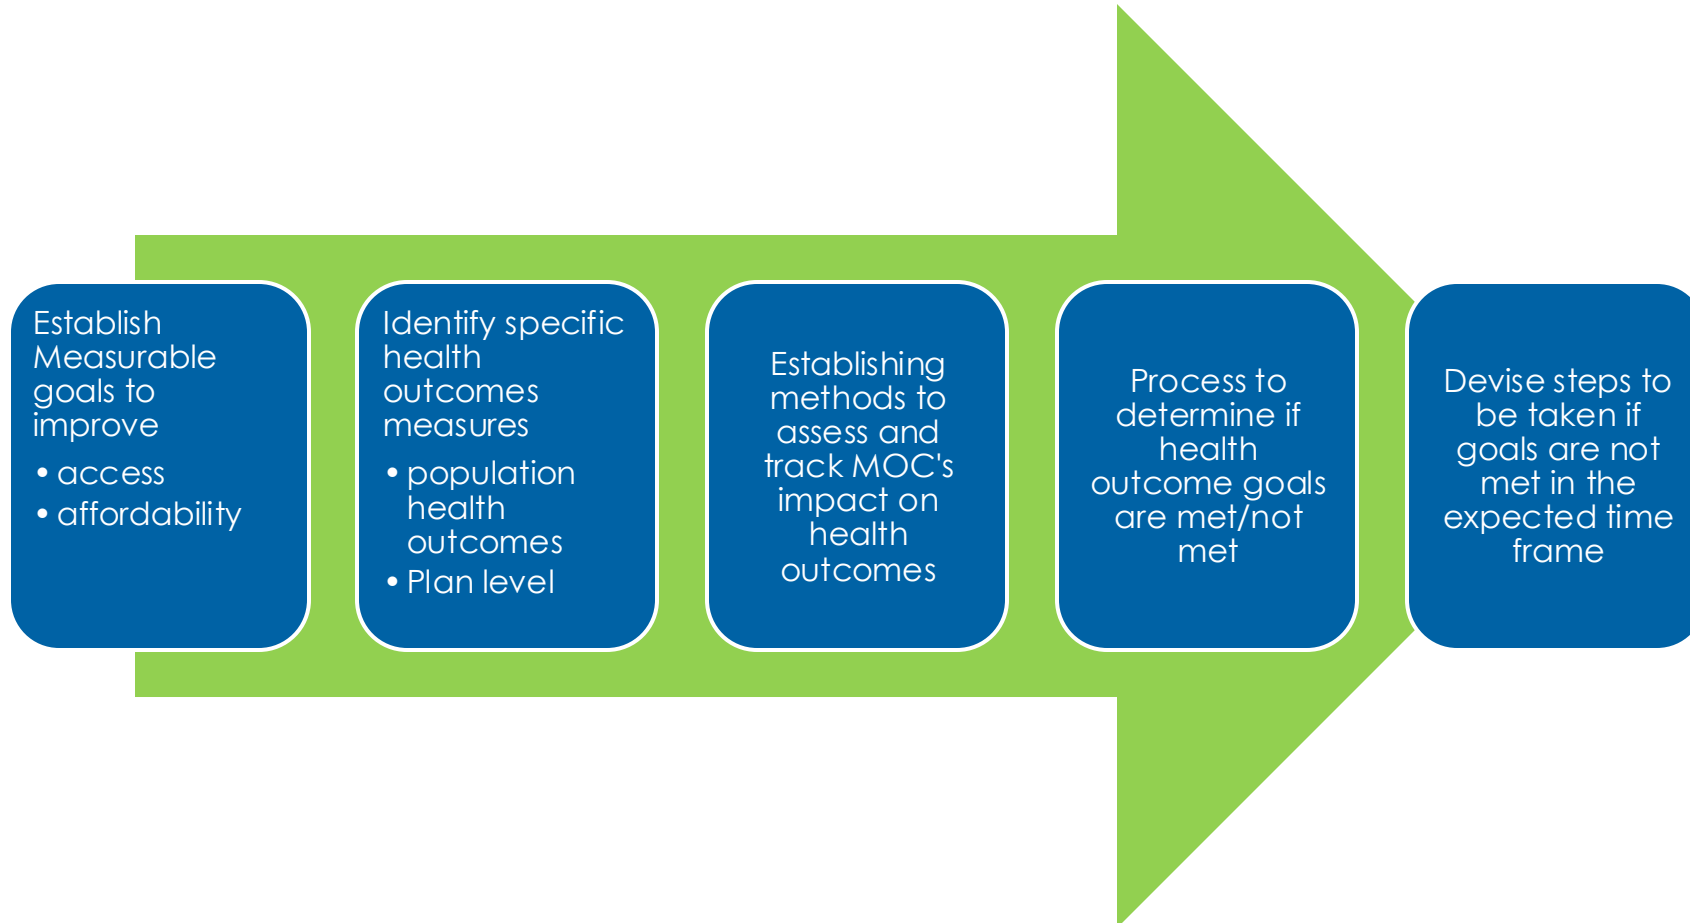 Establish
Measurable
goals to
improve
• access
• affordability
Identify specific
health
outcomes
measures
• population
health
outcomes
• Plan level
Establishing
methods to
assess and
track MOC's
impact on
health
outcomes
Process to
determine if
health
outcome goals
are met/not
met
Devise steps to
be taken if
goals are not
met in the
expected time
frame